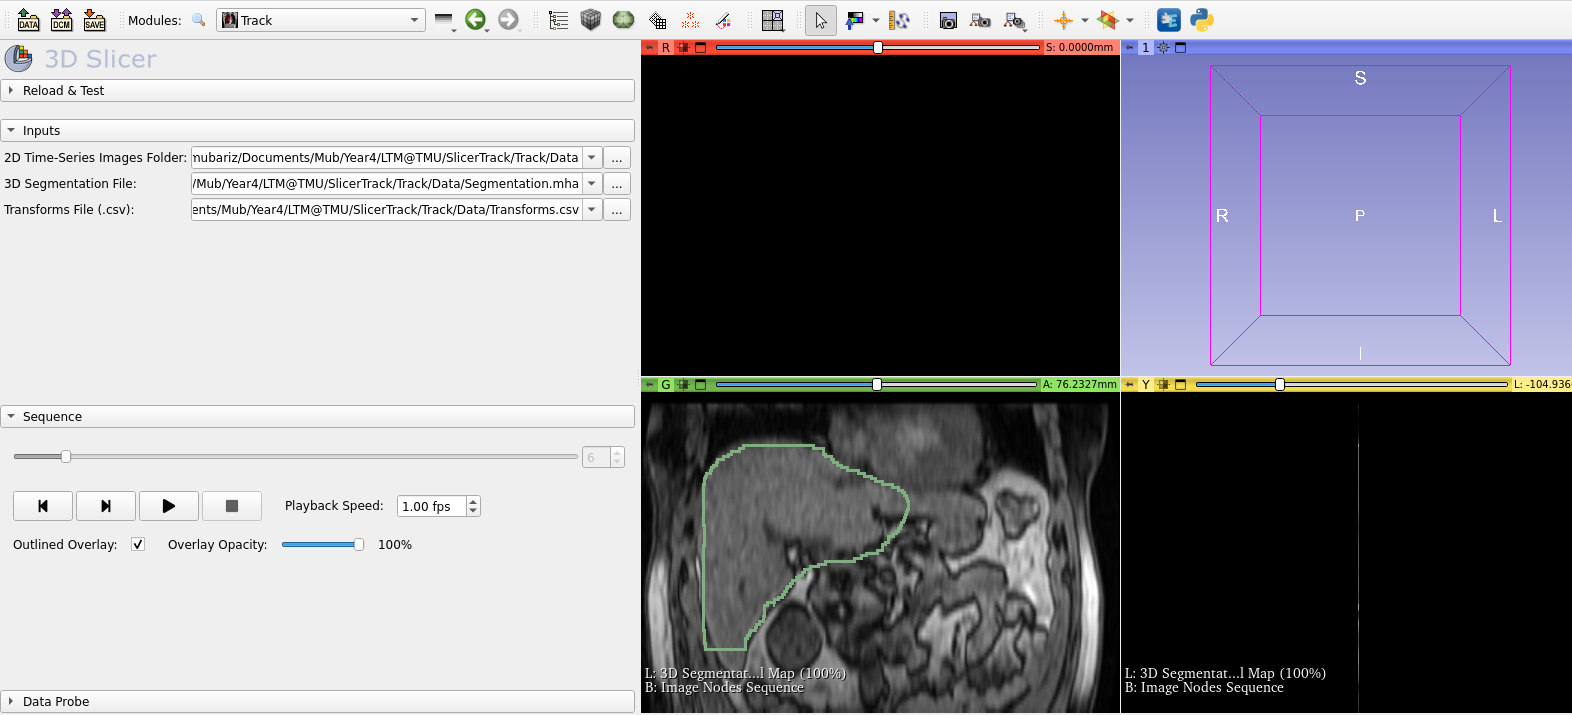 DATA DCM SAVE Modules: Track
3D Slicer
Reload & Test
Inputs
2D Time-Series Images Folder: mubariz/Documents/Mub/Year4/LTM@TMU/SlicerTrack/Track/Data ...
3D Segmentation File: /Mub/Year4/LTM@TMU/SlicerTrack/Track/Data/Segmentation.mha ...
Transforms File (.csv): ents/Mub/Year4/LTM@TMU/SlicerTrack/Track/Data/Transforms.csv ...
Sequence
6
Playback Speed: 1.00 fps
Outlined Overlay: Overlay Opacity: 100%
Data Probe
R S: 0.0000mm
1
S
R P L
I
G A: 76.2327mm
L: 3D Segmentat...l Map (100%)
B: Image Nodes Sequence
Y L: -104.936
L: 3D Segmentat...l Map (100%)
B: Image Nodes Sequence